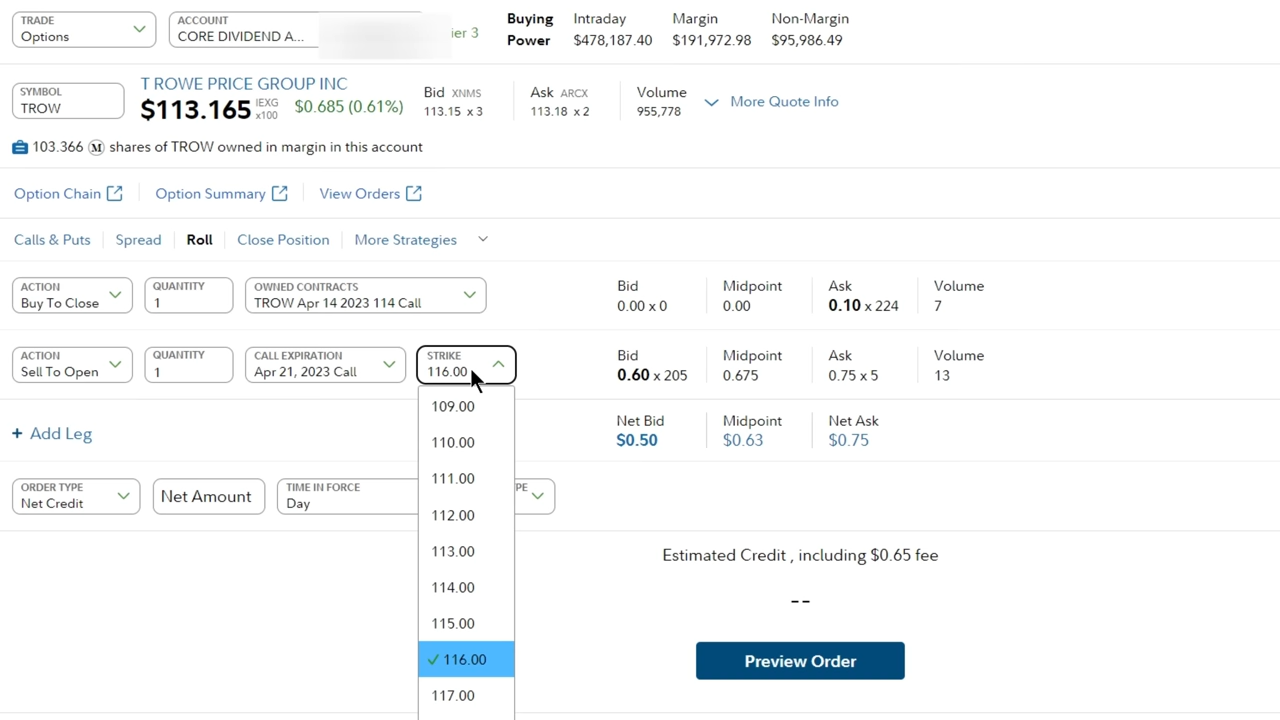 TRADE
Options
ACCOUNT
CORE DIVIDEND A...
ier 3
Buying Power
Intraday
$478,187.40
Margin
$191,972.98
Non-Margin
$95,986.49
SYMBOL
TROW
T ROWE PRICE GROUP INC
$113.165 IEXG x100 $0.685 (0.61%)
Bid XNMS
113.15 x 3
Ask ARCX
113.18 x 2
Volume
955,778
More Quote Info
103.366 M shares of TROW owned in margin in this account
Option Chain
Option Summary
View Orders
Calls & Puts
Spread
Roll
Close Position
More Strategies
ACTION
Buy To Close
QUANTITY
1
OWNED CONTRACTS
TROW Apr 14 2023 114 Call
Bid
0.00 x 0
Midpoint
0.00
Ask
0.10 x 224
Volume
7
ACTION
Sell To Open
QUANTITY
1
CALL EXPIRATION
Apr 21, 2023 Call
STRIKE
116.00
Bid
0.60 x 205
Midpoint
0.675
Ask
0.75 x 5
Volume
13
109.00
110.00
111.00
112.00
113.00
114.00
115.00
116.00
117.00
+ Add Leg
Net Bid
$0.50
Midpoint
$0.63
Net Ask
$0.75
ORDER TYPE
Net Credit
Net Amount
TIME IN FORCE
Day
PE
Estimated Credit , including $0.65 fee
--
Preview Order